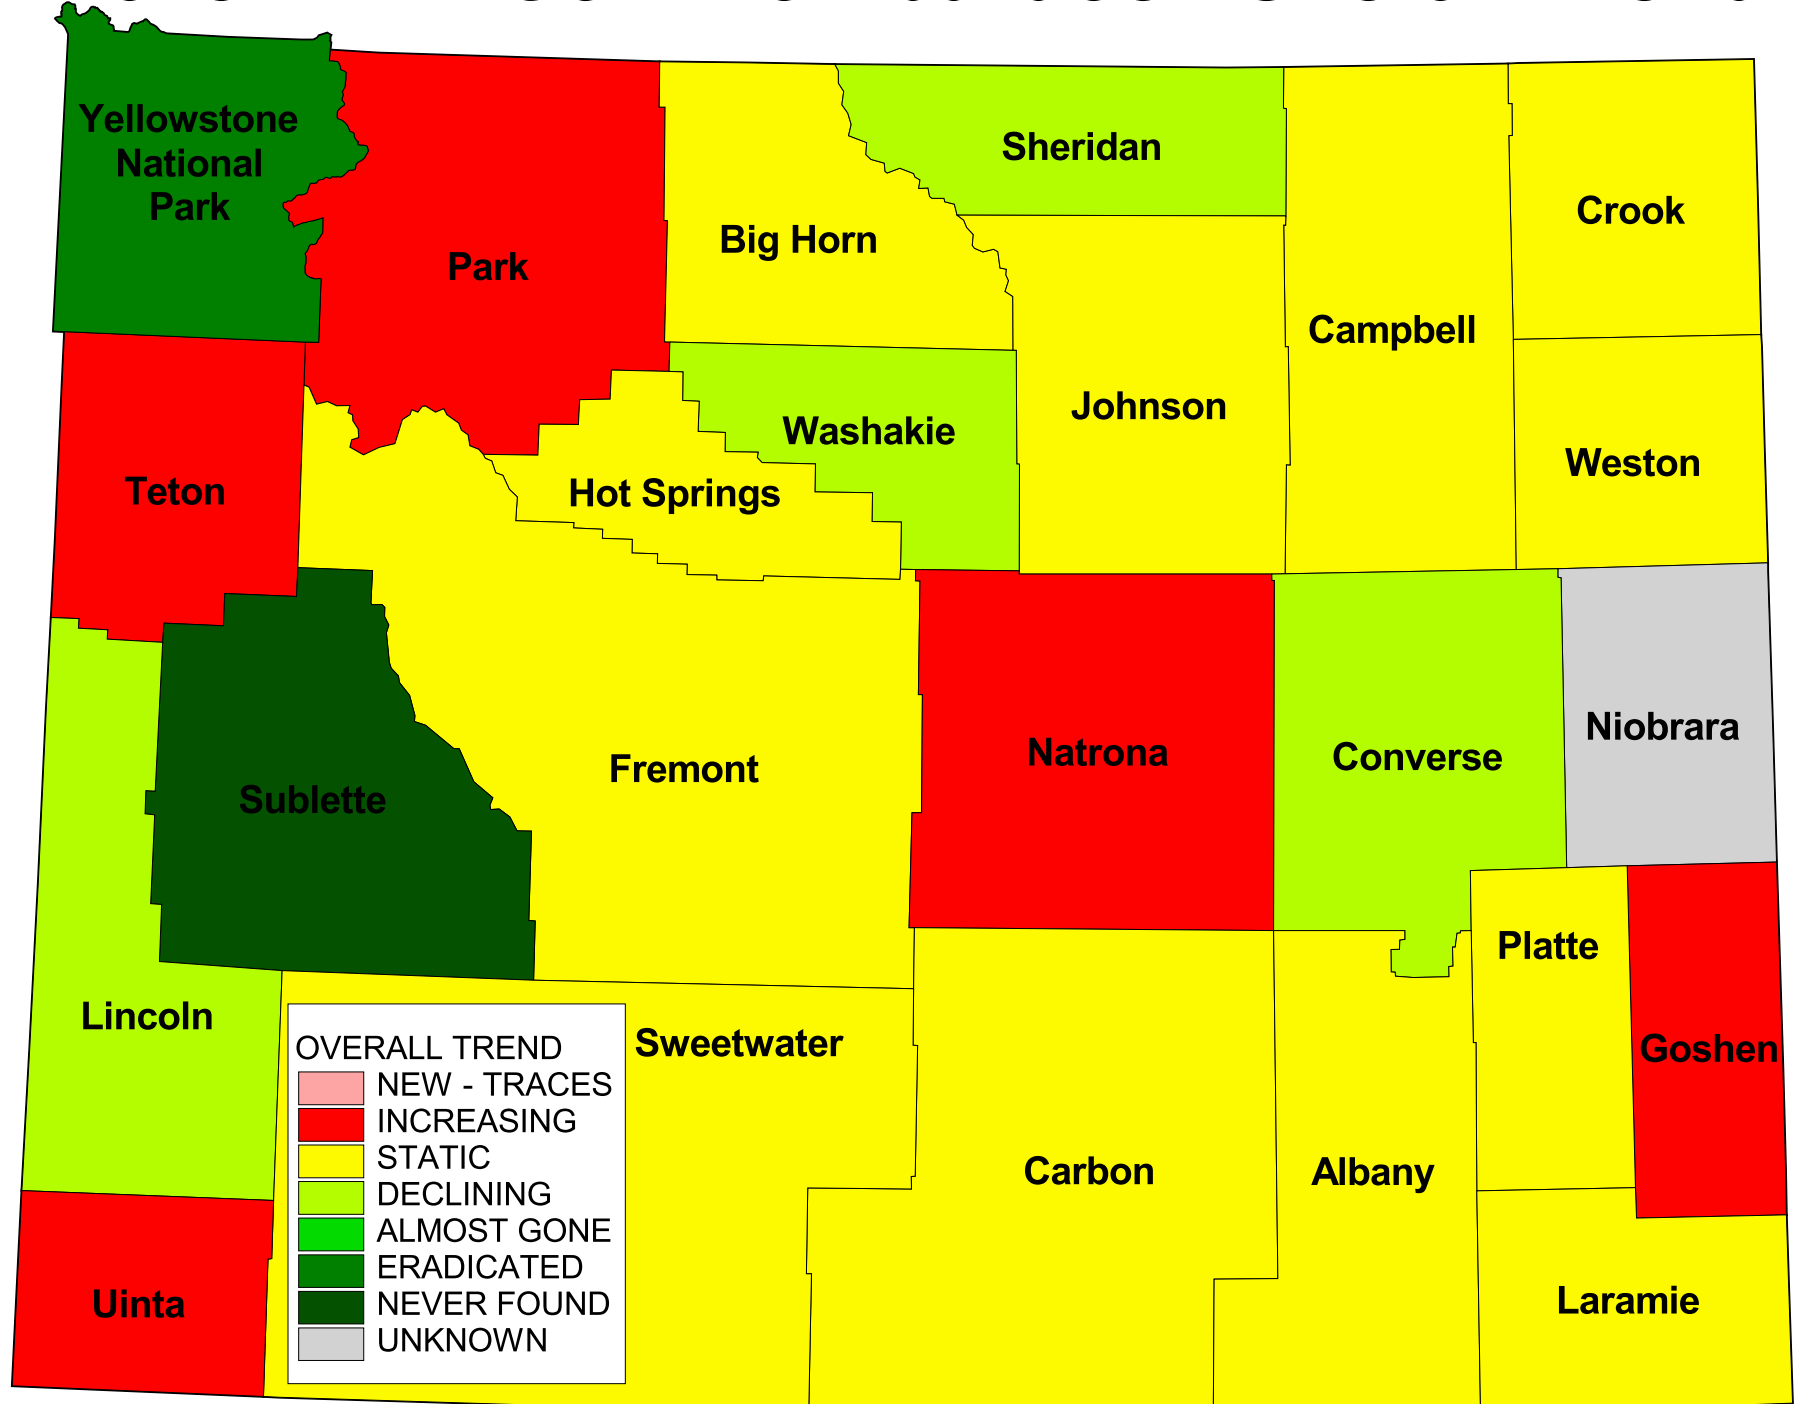 Yellowstone
National
Park
Park
Big Horn
Sheridan
Campbell
Crook
Johnson
Washakie
Weston
Teton
Hot Springs
Fremont
Natrona
Converse
Niobrara
Sublette
Platte
Lincoln
Sweetwater
Goshen
Carbon
Albany
Uinta
Laramie
OVERALL TREND
NEW - TRACES
INCREASING
STATIC
DECLINING
ALMOST GONE
ERADICATED
NEVER FOUND
UNKNOWN